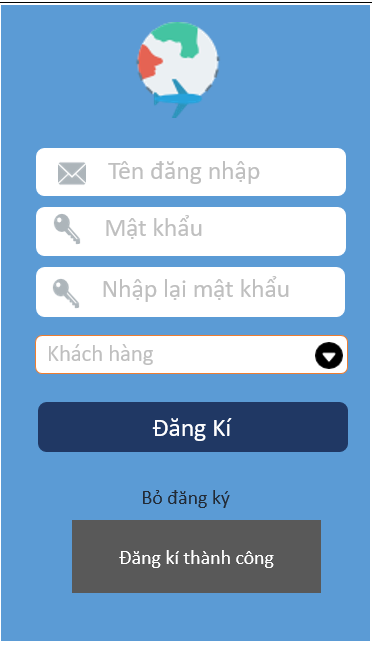 Tên đăng nhập
Mật khẩu
Nhập lại mật khẩu
Khách hàng
Đăng Kí
Bỏ đăng ký
Đăng kí thành công